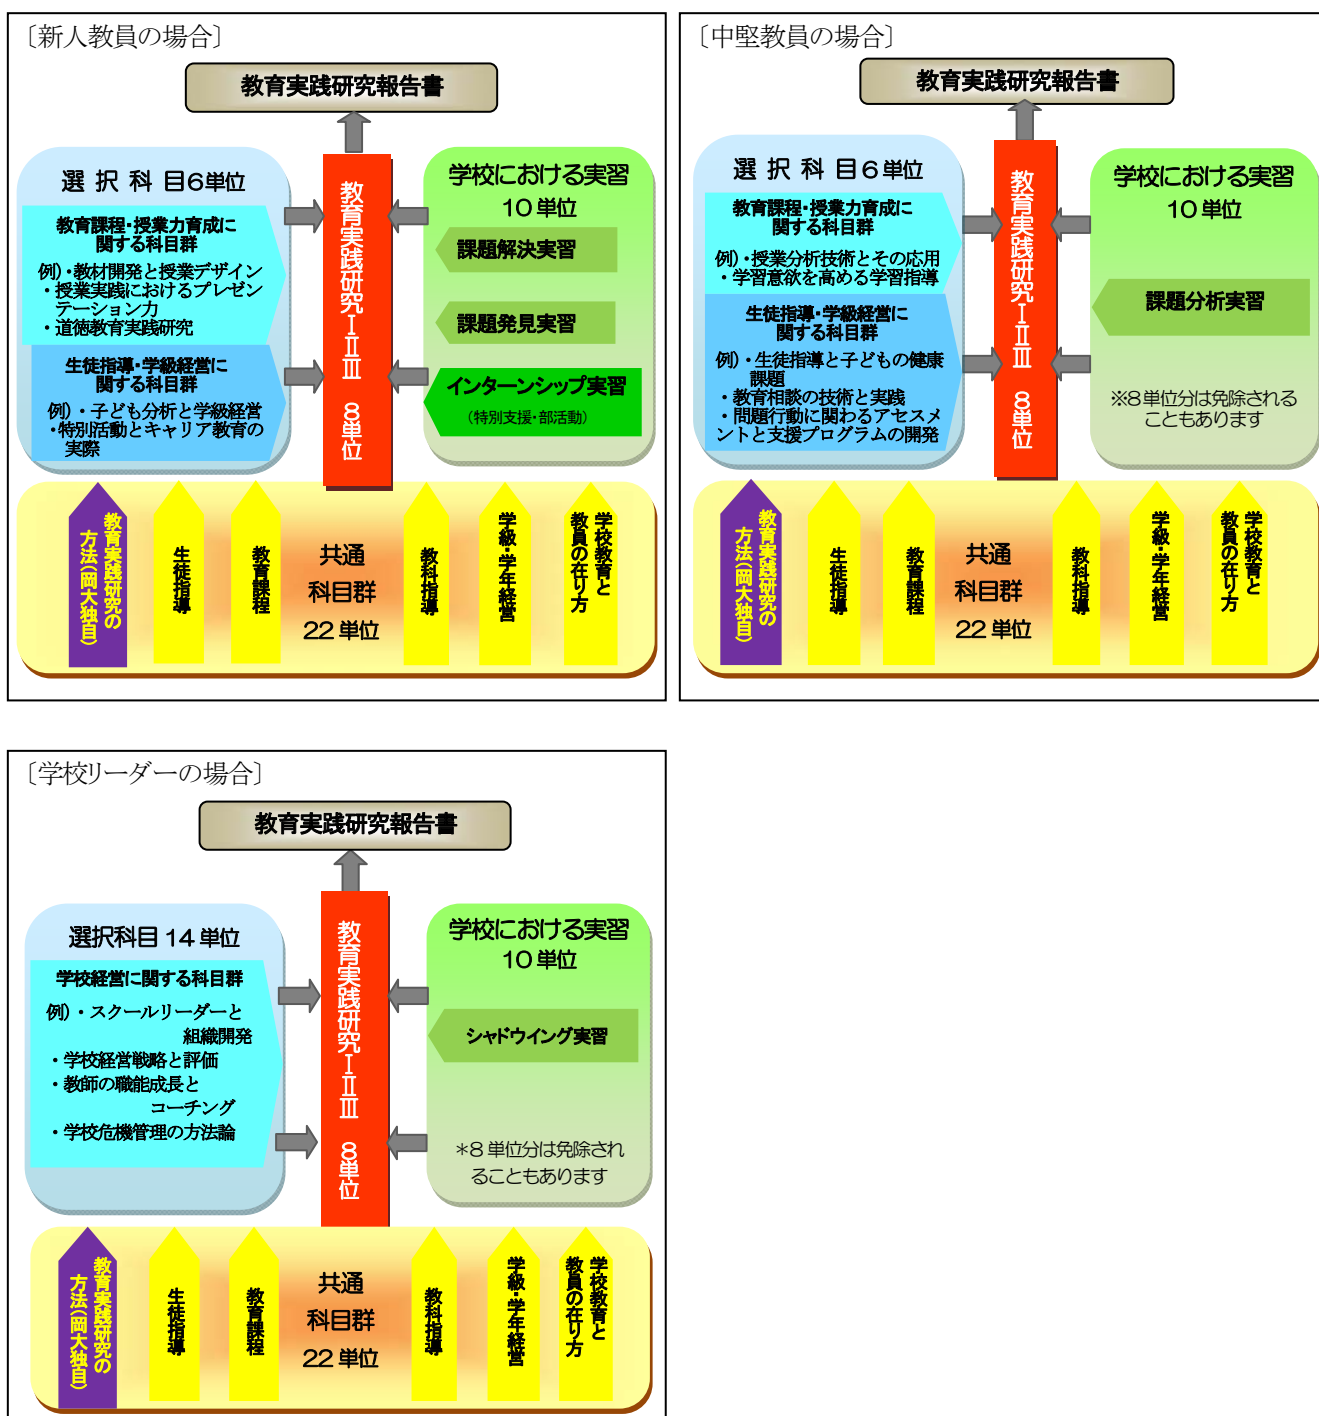 〔新人教員の場合〕
教育実践研究報告書
選 択 科 目6単位
教育課程・授業力育成に
関する科目群
例)・教材開発と授業デザイン
・授業実践におけるプレゼン
テーション力
・道徳教育実践研究
生徒指導・学級経営に
関する科目群
例)・子ども分析と学級経営
・特別活動とキャリア教育の
実際
教育実践研究ⅠⅡⅢ 8単位
学校における実習
10単位
課題解決実習
課題発見実習
インターンシップ実習
(特別支援・部活動)
教育実践研究の
方法(岡大独自)
生徒指導
教育課程
共通
科目群
22単位
教科指導
学級・学年経営
学校教育と
教員の在り方
〔中堅教員の場合〕
教育実践研究報告書
選 択 科 目6単位
教育課程・授業力育成に
関する科目群
例)・授業分析技術とその応用
・学習意欲を高める学習指導
生徒指導・学級経営に
関する科目群
例)・生徒指導と子どもの健康
課題
・教育相談の技術と実践
・問題行動に関わるアセスメ
ントと支援プログラムの開発
教育実践研究ⅠⅡⅢ 8単位
学校における実習
10単位
課題分析実習
※8単位分は免除される
こともあります
教育実践研究の
方法(岡大独自)
生徒指導
教育課程
共通
科目群
22単位
教科指導
学級・学年経営
学校教育と
教員の在り方
〔学校リーダーの場合〕
教育実践研究報告書
選択科目 14単位
学校経営に関する科目群
例)・スクールリーダーと
組織開発
・学校経営戦略と評価
・教師の職能成長と
コーチング
・学校危機管理の方法論
教育実践研究ⅠⅡⅢ 8単位
学校における実習
10単位
シャドウイング実習
*8単位分は免除され
ることもあります
教育実践研究の
方法(岡大独自)
生徒指導
教育課程
共通
科目群
22単位
教科指導
学級・学年経営
学校教育と
教員の在り方